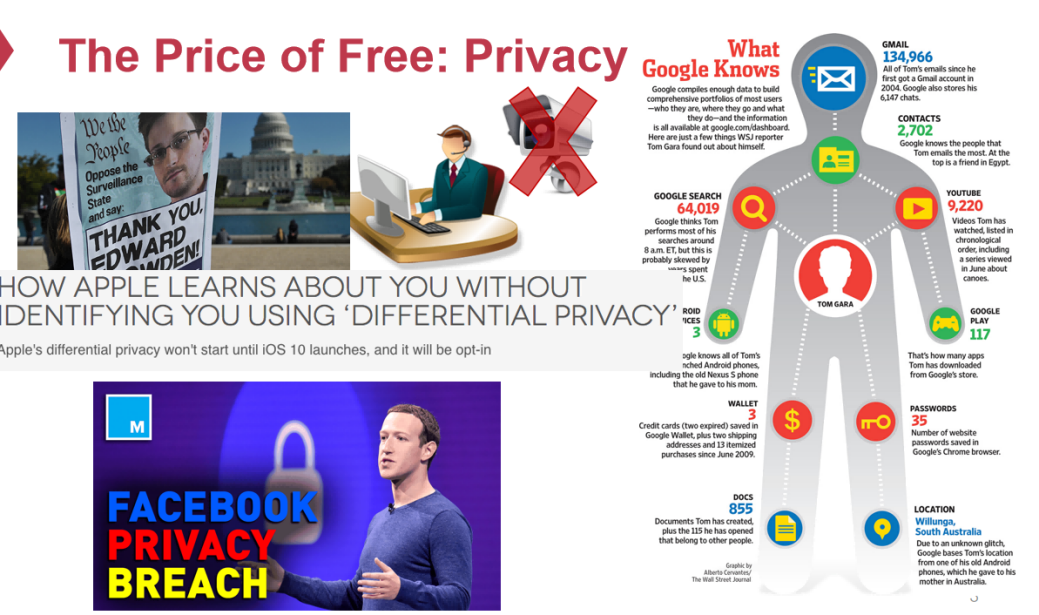 The Price of Free: Privacy
We the
People
Oppose the
Surveillance
State
and say:
THANK YOU,
EDWARD
HOW APPLE LEARNS ABOUT YOU WITHOUT
IDENTIFYING YOU USING ‘DIFFERENTIAL PRIVACY’
Apple's differential privacy won't start until iOS 10 launches, and it will be opt-in
M
FACEBOOK
PRIVACY
BREACH
What
Google Knows
Google compiles enough data to build
comprehensive portfolios of most users
—who they are, where they go and what
they do—and the information
is all available at google.com/dashboard.
Here are just a few things WSJ reporter
Tom Gara found out about himself.
GMAIL
134,966
All of Tom's emails since he
first got a Gmail account in
2004. Google also stores his
6,147 chats.
CONTACTS
2,702
Google knows the people that
Tom emails the most. At the
top is a friend in Egypt.
GOOGLE SEARCH
64,019
Google thinks Tom
performs most of his
searches around
8 a.m. ET, but this is
probably skewed by
years spent
the U.S.
YOUTUBE
9,220
Videos Tom has
watched, listed in
chronological
order, including
a series viewed
in June about
canoes.
TOM GARA
3
knows all of Tom's
Android phones,
including the old Nexus S phone
that he gave to his mom.
GOOGLE
PLAY
117
That's how many apps
Tom has downloaded
from Google's store.
WALLET
3
Credit cards (two expired) saved in
Google Wallet, plus two shipping
addresses and 13 itemized
purchases since June 2009.
PASSWORDS
35
Number of website
passwords saved in
Google's Chrome browser.
DOCS
855
Documents Tom has created,
plus the 115 he has opened
that belong to other people.
LOCATION
Willunga,
South Australia
Due to an unknown glitch,
Google bases Tom's location
from one of his old Android
phones, which he gave to his
mother in Australia.
Graphic by
Alberto Cervantes/
The Wall Street Journal